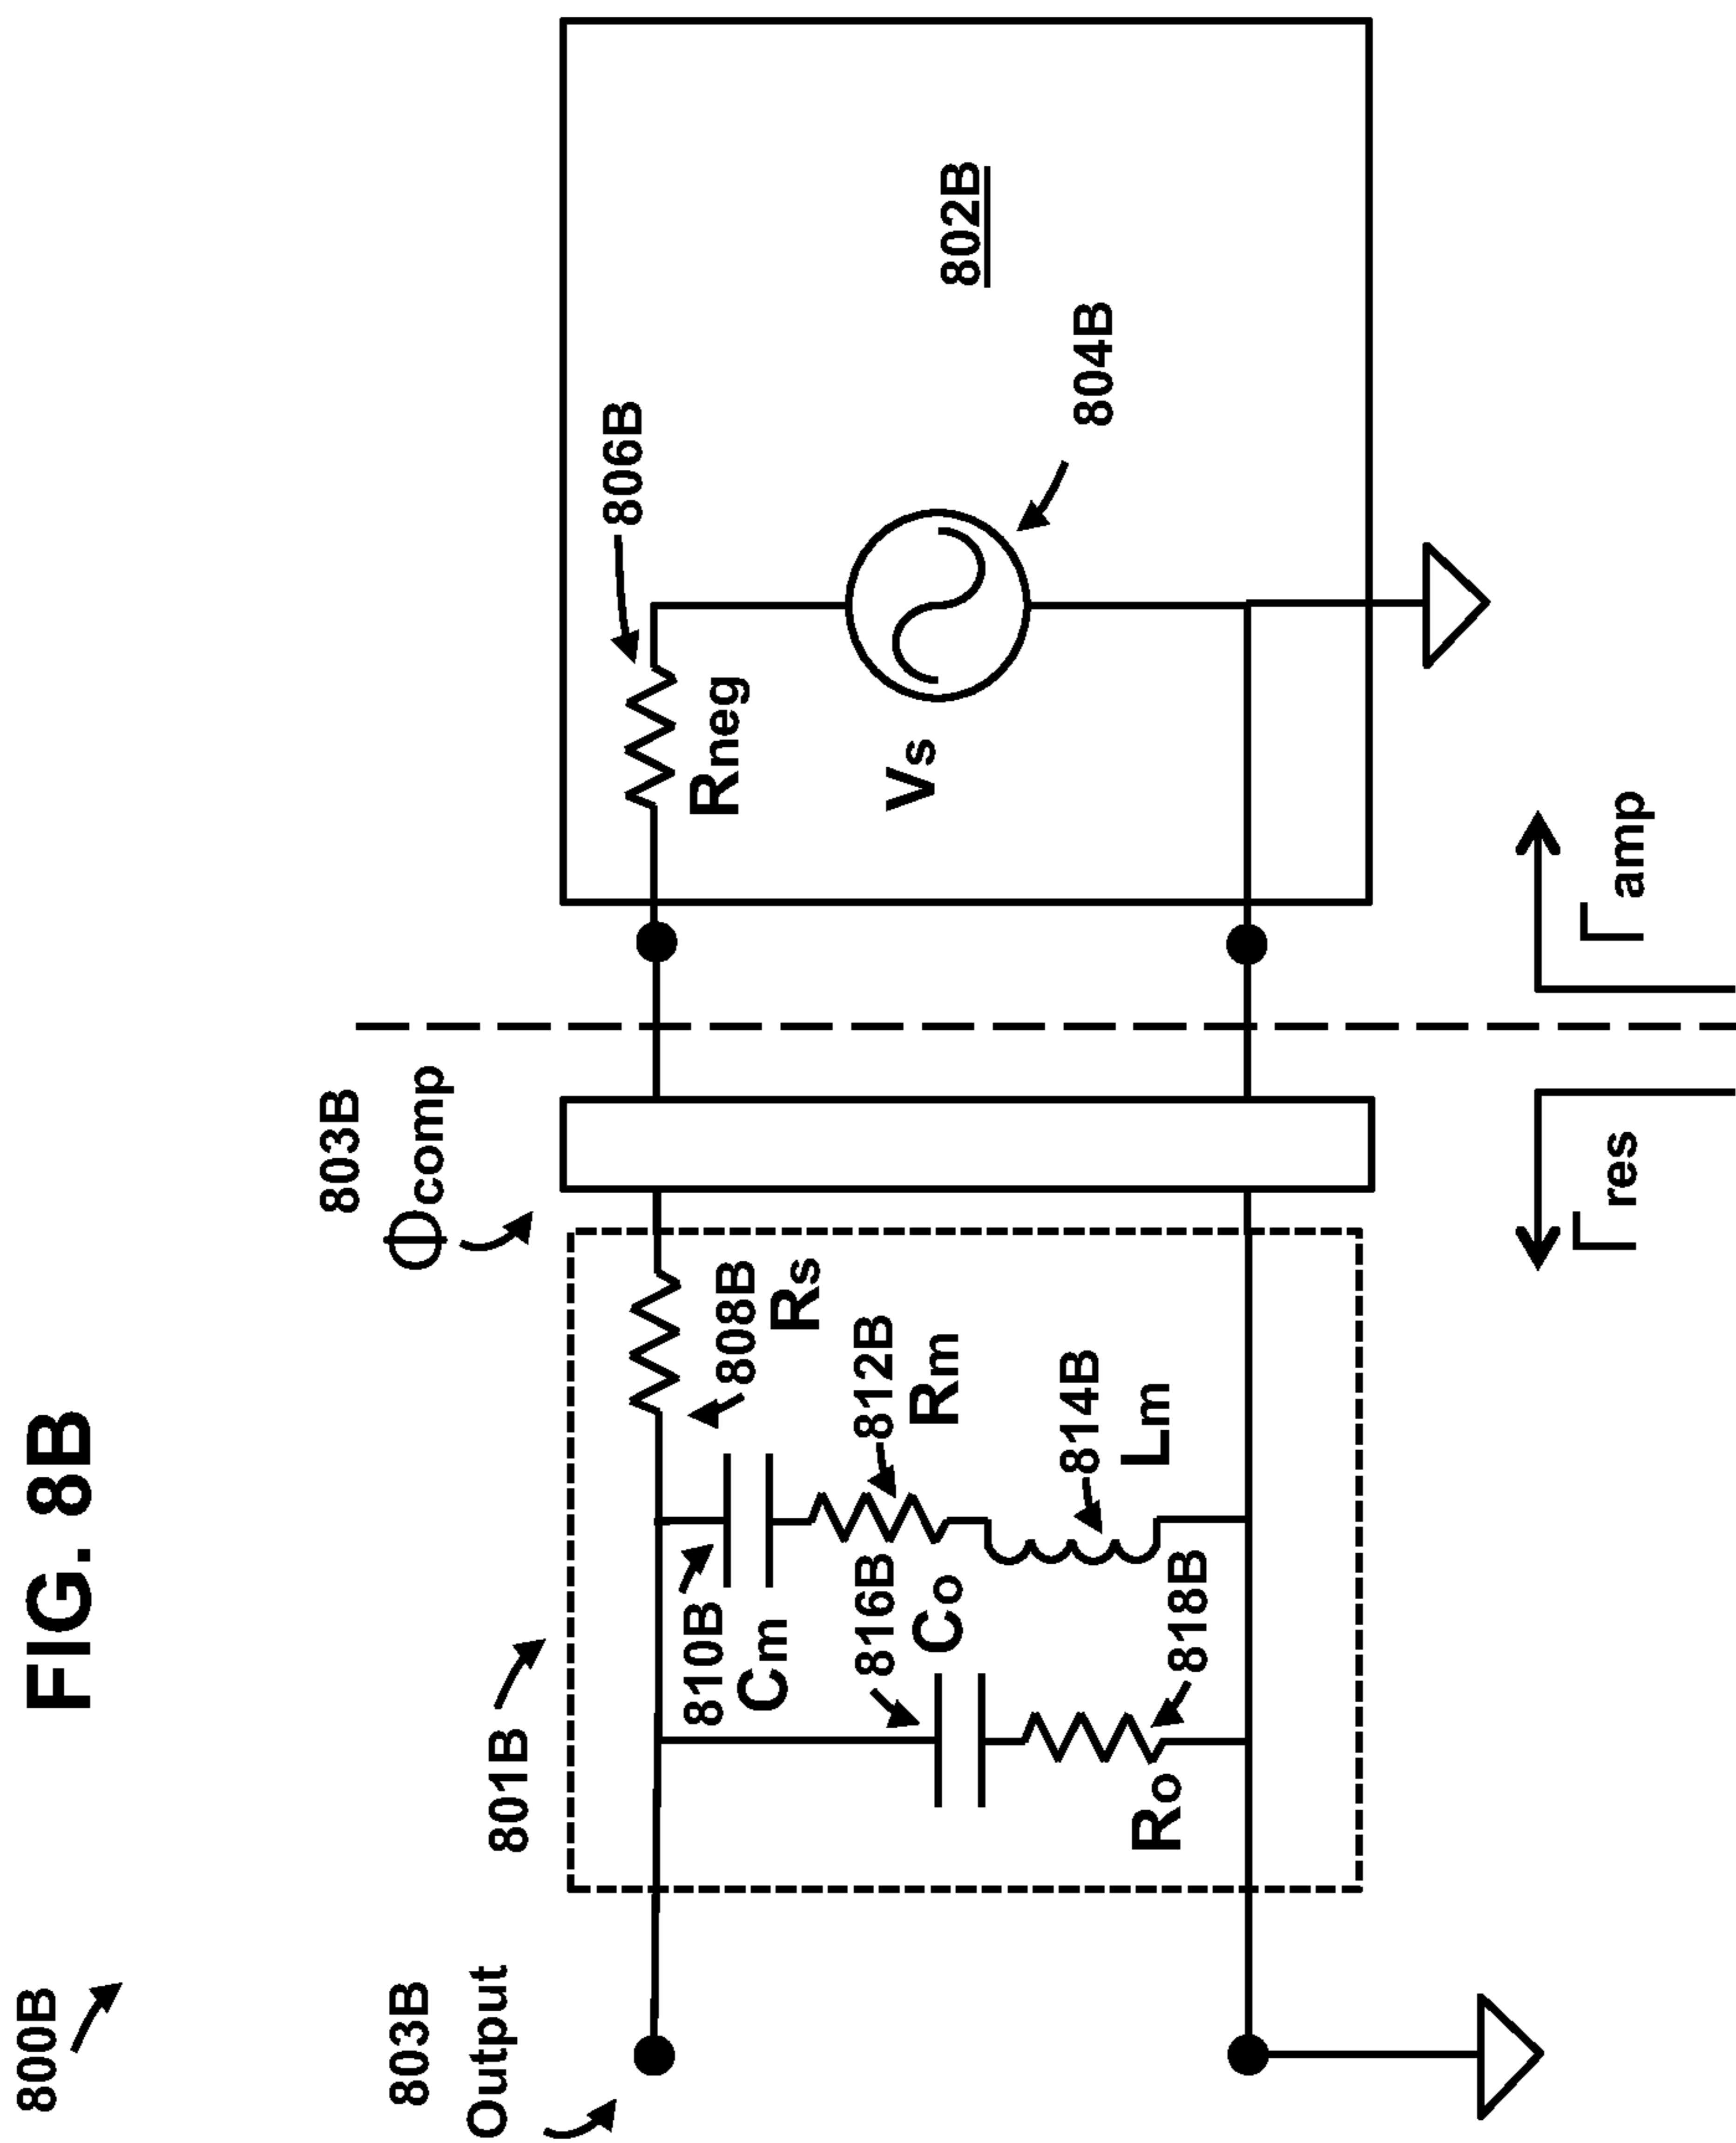 800B
FIG. 8B
803B
Output
801B
803B
Φcomp
808B
Rs
810B
Cm
812B
Rm
814B
Lm
816B
Co
818B
Ro
806B
Rneg
802B
804B
Vs
Γres
Γamp